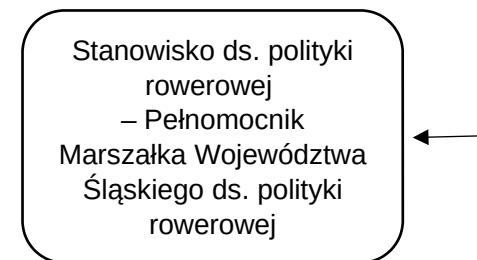 Stanowisko ds. polityki
rowerowej
– Pełnomocnik
Marszałka Województwa
Śląskiego ds. polityki
rowerowej